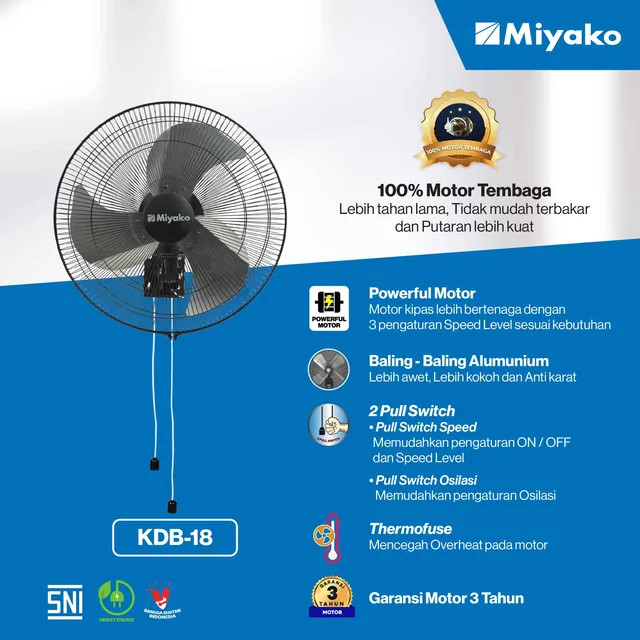 Miyako
100% MOTOR TEMBAGA
100% Motor Tembaga
Lebih tahan lama, Tidak mudah terbakar
dan Putaran lebih kuat
Miyako
POWERFUL
MOTOR
Powerful Motor
Motor kipas lebih bertenaga dengan
3 pengaturan Speed Level sesuai kebutuhan
Baling - Baling Alumunium
Lebih awet, Lebih kokoh dan Anti karat
2 PULL SWITCH
2 Pull Switch
• Pull Switch Speed
Memudahkan pengaturan ON / OFF
dan Speed Level
• Pull Switch Osilasi
Memudahkan pengaturan Osilasi
KDB-18
Thermofuse
Mencegah Overheat pada motor
SNI
HEMAT ENERGI
BANGGA BUATAN
INDONESIA
GARANSI
3
TAHUN
MOTOR
Garansi Motor 3 Tahun